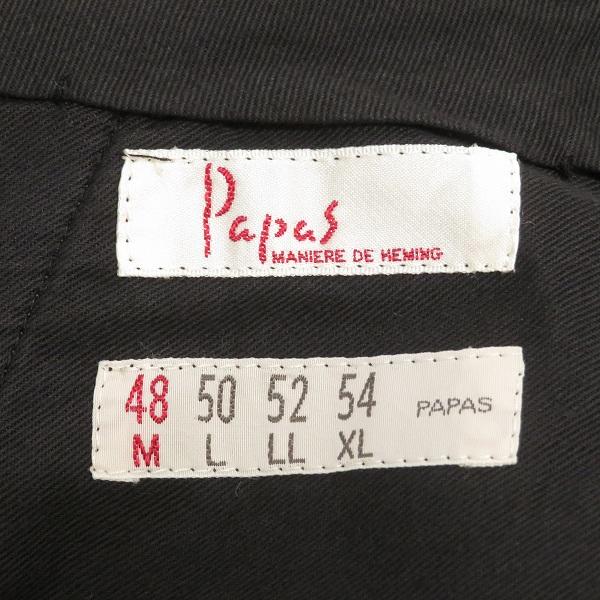 Papas
MANIERE DE HEMING
48 50 52 54 PAPAS
M L LL XL